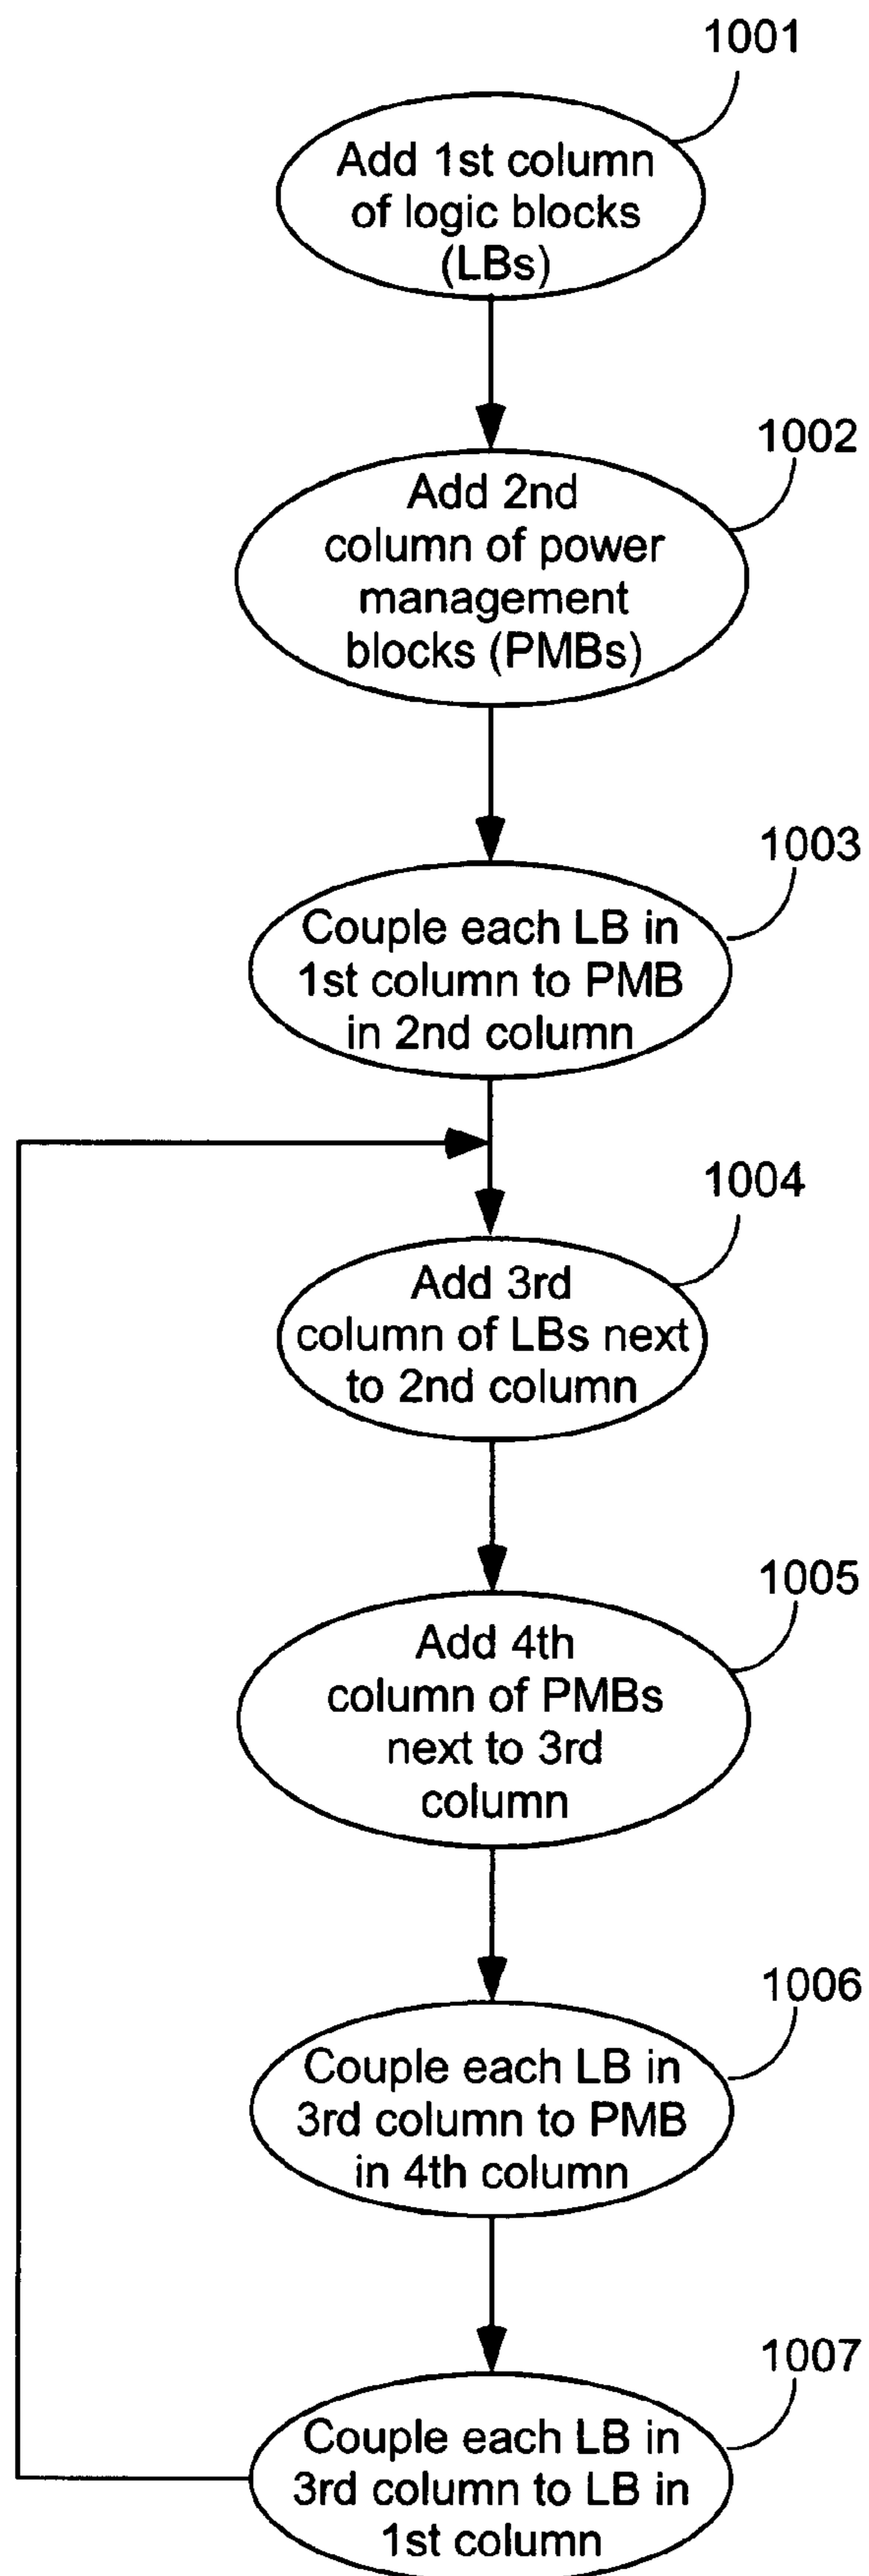 1001
Add 1st column
of logic blocks
(LBs)
1002
Add 2nd
column of power
management
blocks (PMBs)
1003
Couple each LB in
1st column to PMB
in 2nd column
1004
Add 3rd
column of LBs next
to 2nd column
1005
Add 4th
column of PMBs
next to 3rd
column
1006
Couple each LB in
3rd column to PMB
in 4th column
1007
Couple each LB in
3rd column to LB in
1st column